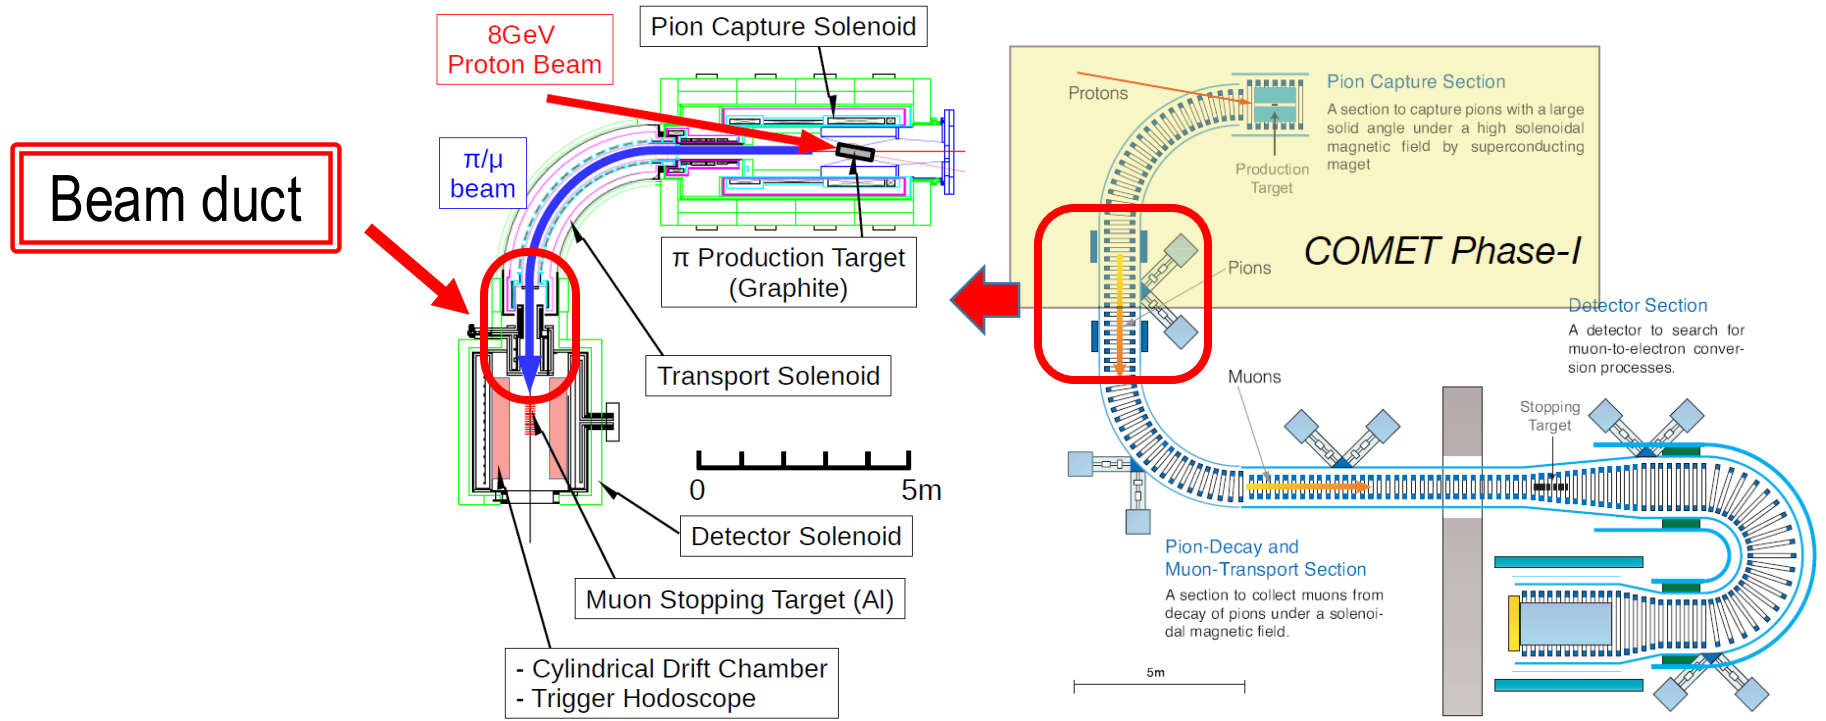 8GeV
Proton Beam
Pion Capture Solenoid
π/μ
beam
Beam duct
π Production Target
(Graphite)
Transport Solenoid
0
5m
Detector Solenoid
Muon Stopping Target (Al)
- Cylindrical Drift Chamber
- Trigger Hodoscope
Protons
Pion Capture Section
A section to capture pions with a large
solid angle under a high solenoidal
magnetic field by superconducting
maget
Production
Target
COMET Phase-I
Pions
Detector Section
A detector to search for
muon-to-electron conver-
sion processes.
Muons
Stopping
Target
Pion-Decay and
Muon-Transport Section
A section to collect muons from
decay of pions under a solenoi-
dal magnetic field.
5m